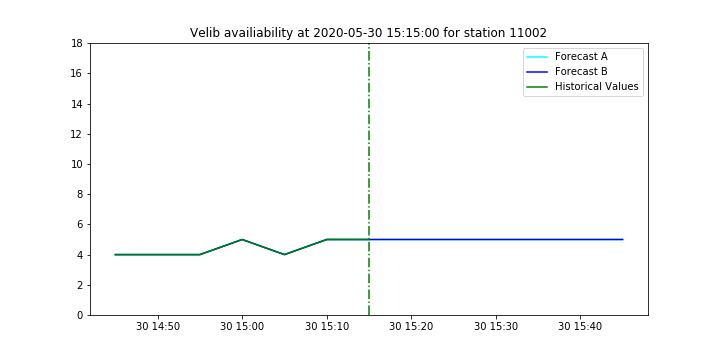 Velib availiability at 2020-05-30 15:15:00 for station 11002
18
16
14
12
10
8
6
4
2
0
Forecast A
Forecast B
Historical Values
30 14:50 30 15:00 30 15:10 30 15:20 30 15:30 30 15:40